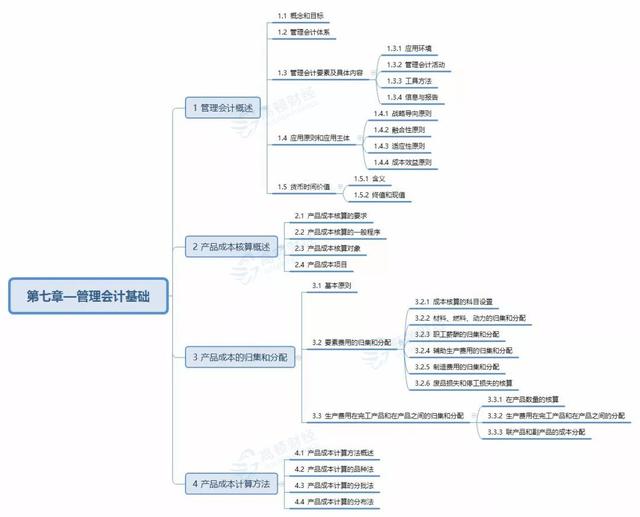 第七章—管理会计基础
1 管理会计概述
1.1 概念和目标
1.2 管理会计体系
1.3 管理会计要素及具体内容
1.3.1 应用环境
1.3.2 管理会计活动
1.3.3 工具方法
1.3.4 信息与报告
1.4 应用原则和应用主体
1.4.1 战略导向原则
1.4.2 融合性原则
1.4.3 适应性原则
1.4.4 成本效益原则
1.5 货币时间价值
1.5.1 含义
1.5.2 终值和现值
2 产品成本核算概述
2.1 产品成本核算的要求
2.2 产品成本核算的一般程序
2.3 产品成本核算对象
2.4 产品成本项目
3 产品成本的归集和分配
3.1 基本原则
3.2 要素费用的归集和分配
3.2.1 成本核算的科目设置
3.2.2 材料、燃料、动力的归集和分配
3.2.3 职工薪酬的归集和分配
3.2.4 辅助生产费用的归集和分配
3.2.5 制造费用的归集和分配
3.2.6 废品损失和停工损失的核算
3.3 生产费用在完工产品和在产品之间的归集和分配
3.3.1 在产品数量的核算
3.3.2 生产费用在完工产品和在产品之间的分配
3.3.3 联产品和副产品的成本分配
4 产品成本计算方法
4.1 产品成本计算方法概述
4.2 产品成本计算的品种法
4.3 产品成本计算的分批法
4.4 产品成本计算的分布法
高顿财经
高顿财经
高顿财经
高顿财经